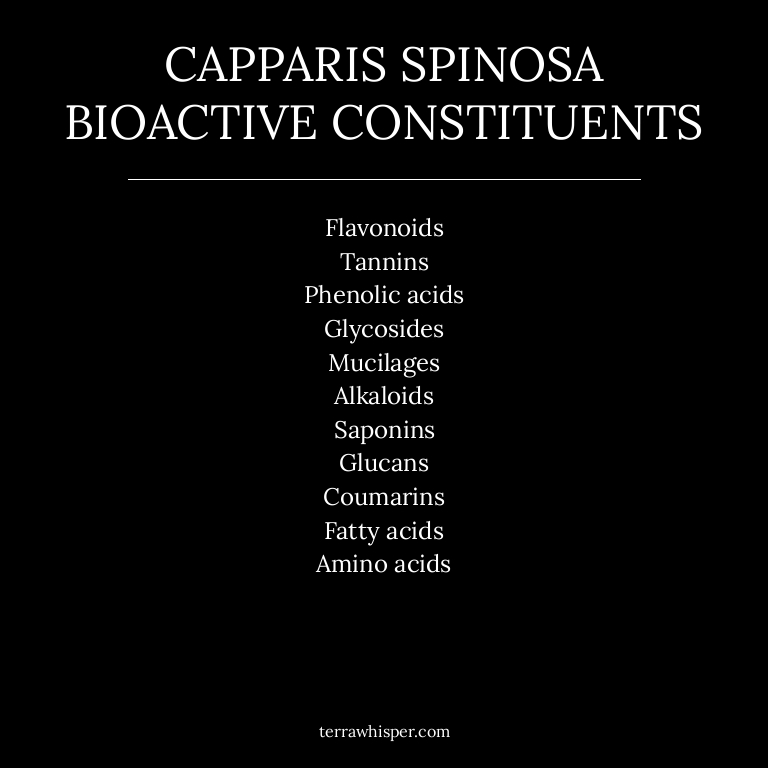 CAPPARIS SPINOSA
BIOACTIVE CONSTITUENTS
Flavonoids
Tannins
Phenolic acids
Glycosides
Mucilages
Alkaloids
Saponins
Glucans
Coumarins
Fatty acids
Amino acids
terrawhisper.com